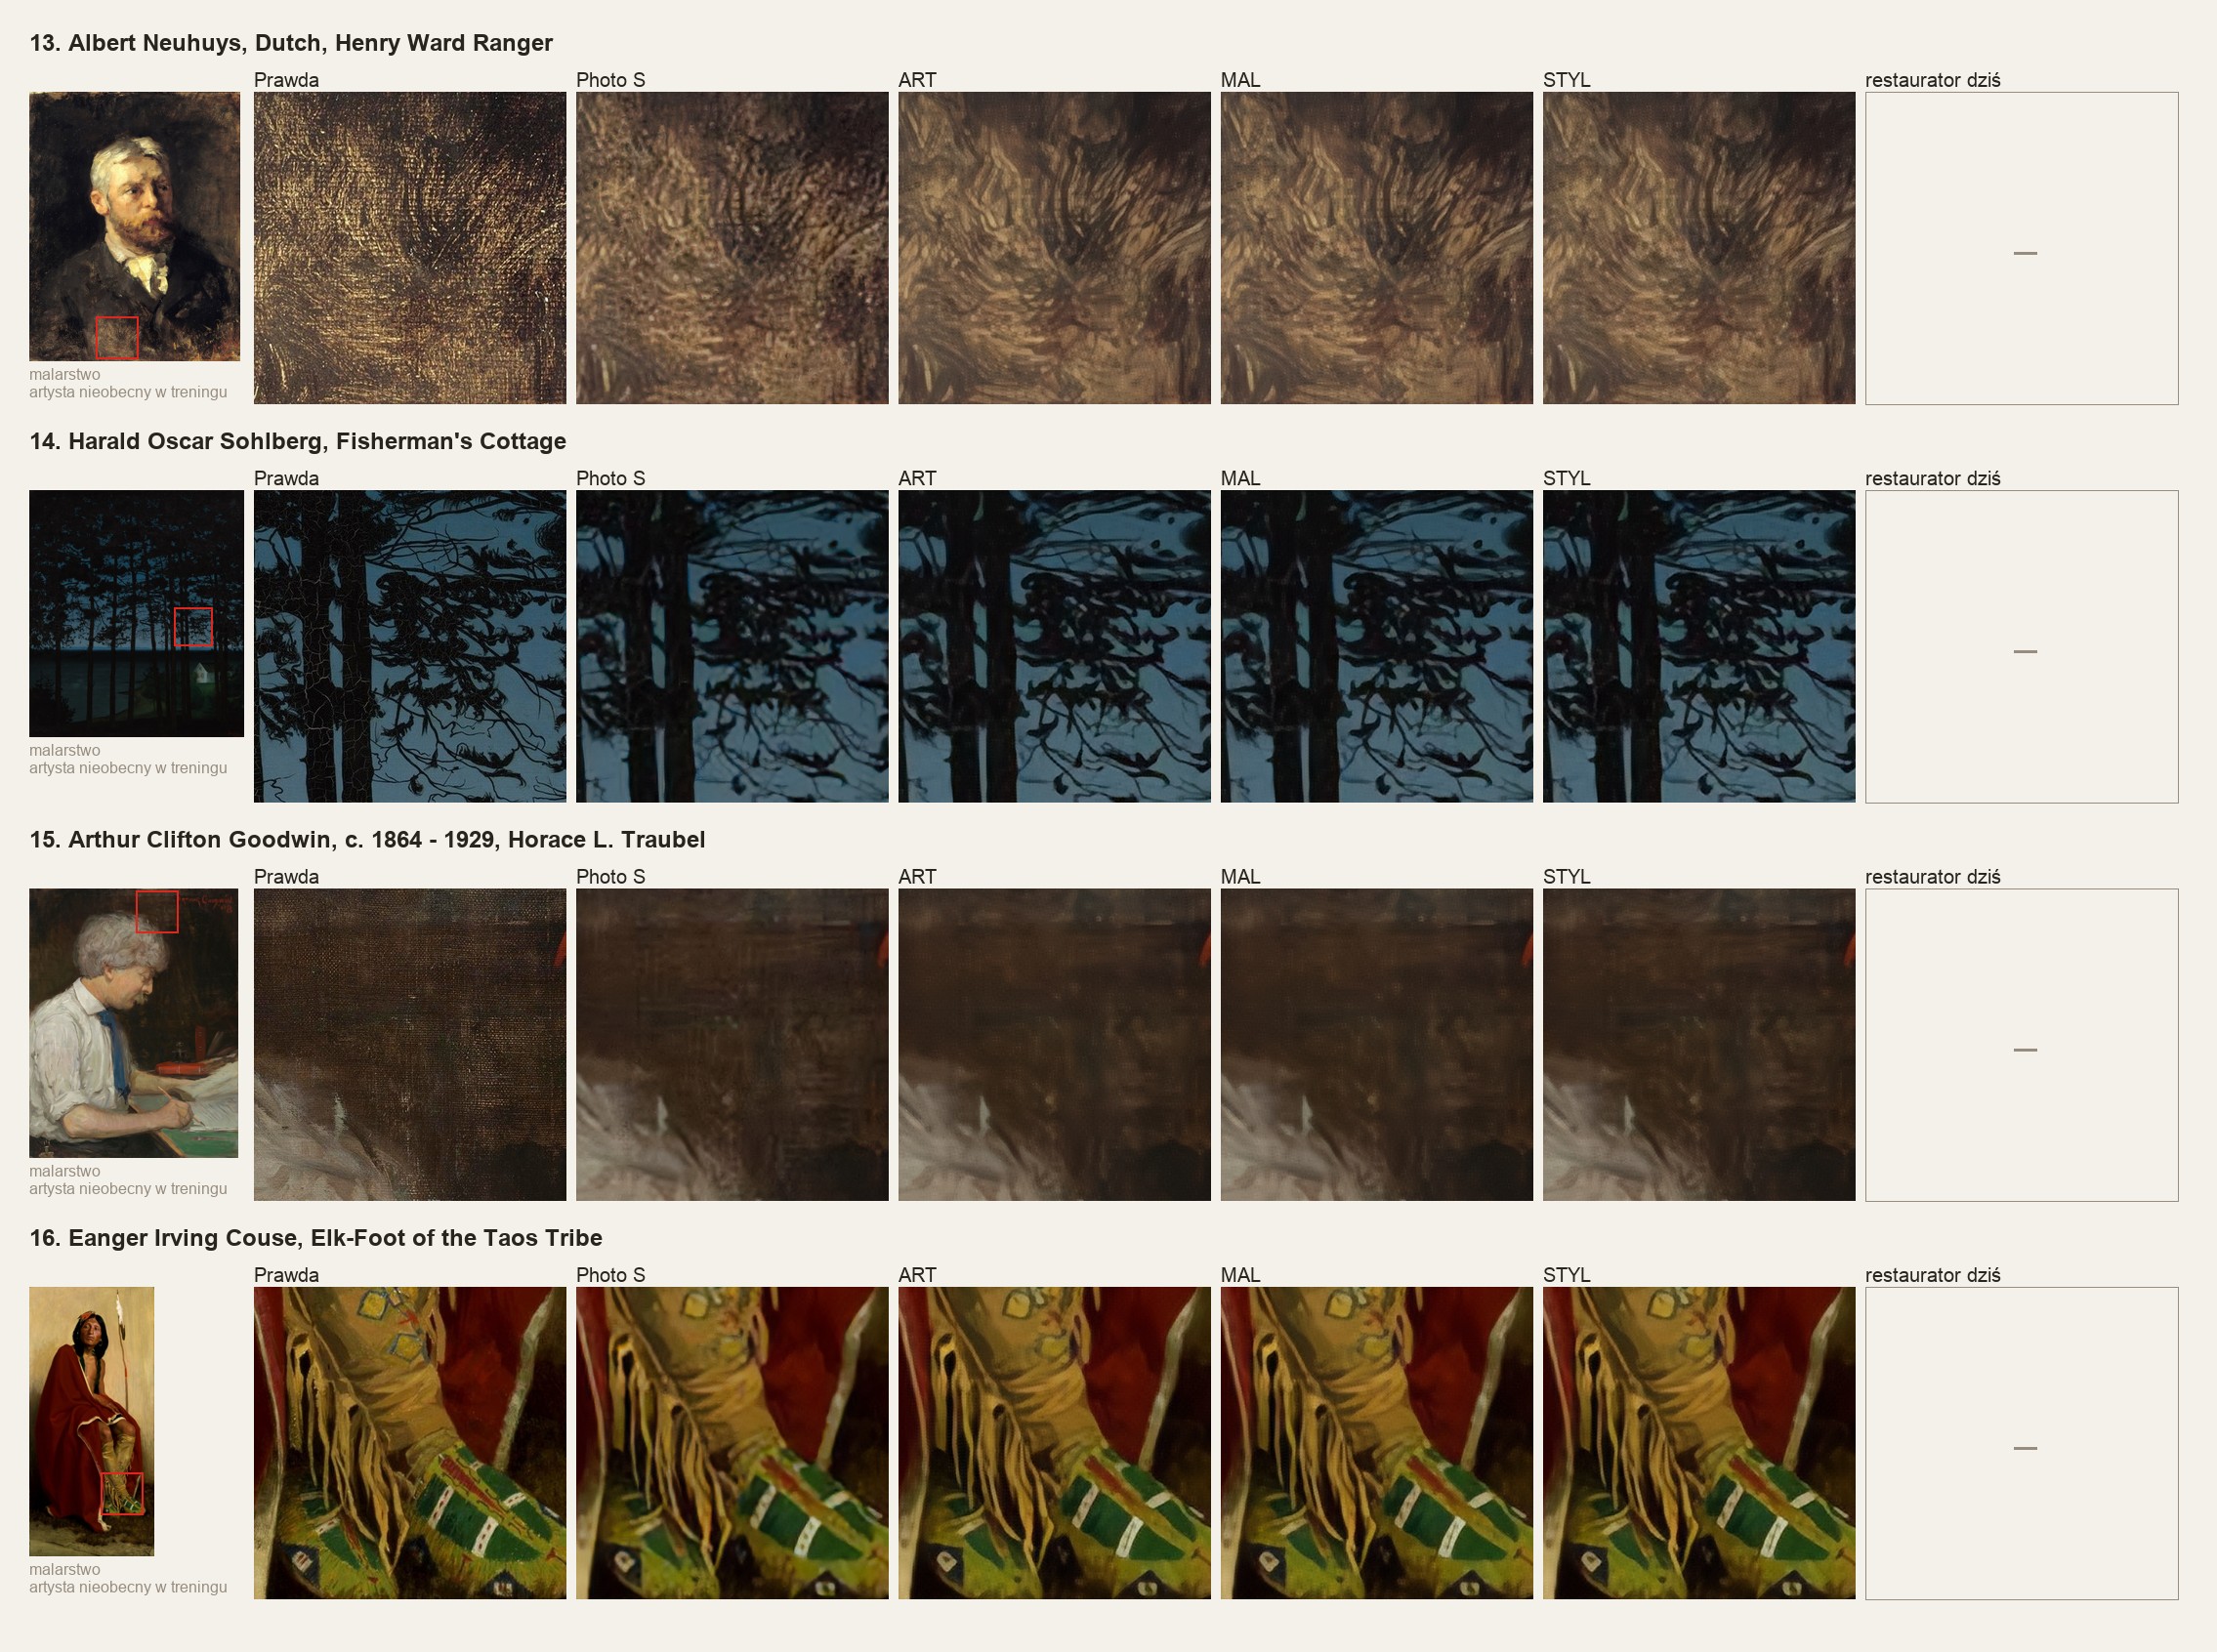 13. Albert Neuhuys, Dutch, Henry Ward Ranger
Prawda
Photo S
ART
MAL
STYL
restaurator dziś
malarstwo
artysta nieobecny w treningu
14. Harald Oscar Sohlberg, Fisherman's Cottage
Prawda
Photo S
ART
MAL
STYL
restaurator dziś
malarstwo
artysta nieobecny w treningu
15. Arthur Clifton Goodwin, c. 1864 - 1929, Horace L. Traubel
Prawda
Photo S
ART
MAL
STYL
restaurator dziś
malarstwo
artysta nieobecny w treningu
16. Eanger Irving Couse, Elk-Foot of the Taos Tribe
Prawda
Photo S
ART
MAL
STYL
restaurator dziś
malarstwo
artysta nieobecny w treningu